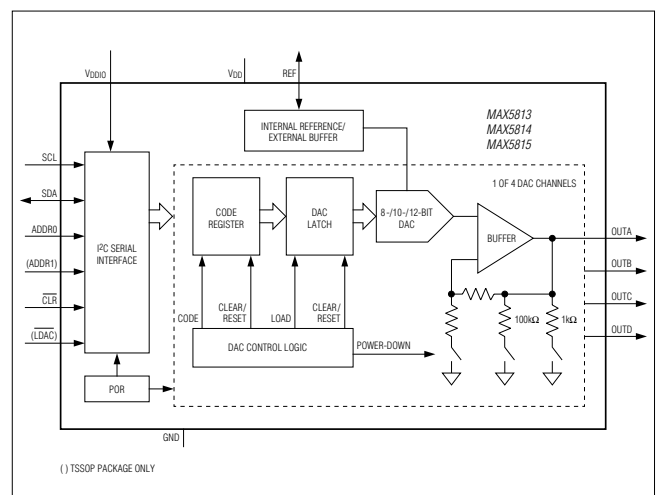 VDDIO
VDD
REF
INTERNAL REFERENCE/
EXTERNAL BUFFER
MAX5813
MAX5814
MAX5815
SCL
SDA
ADDR0
(ADDR1)
CLR
(LDAC)
I2C SERIAL
INTERFACE
1 OF 4 DAC CHANNELS
CODE
REGISTER
DAC
LATCH
8-/10-/12-BIT
DAC
BUFFER
OUTA
OUTB
OUTC
OUTD
100kΩ
1kΩ
CODE
CLEAR/
RESET
LOAD
CLEAR/
RESET
DAC CONTROL LOGIC
POWER-DOWN
POR
GND
( ) TSSOP PACKAGE ONLY